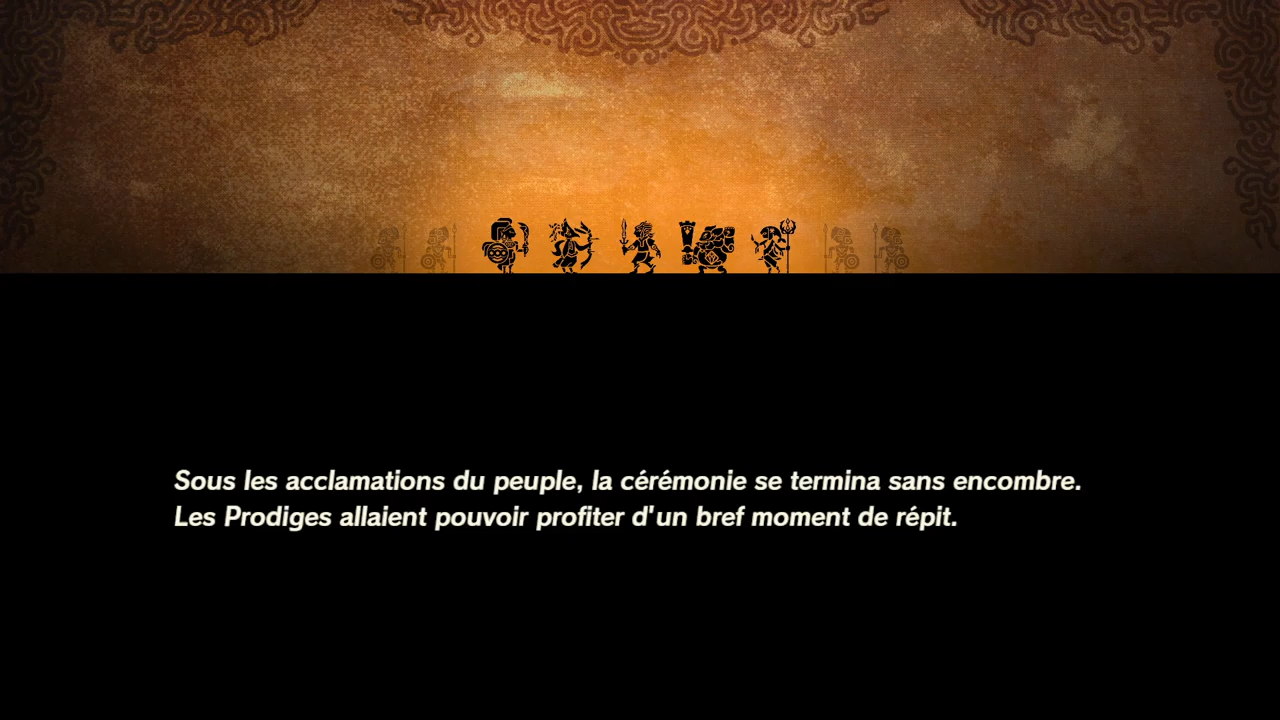 Sous les acclamations du peuple, la cérémonie se termina sans encombre.
Les Prodiges allaient pouvoir profiter d'un bref moment de répit.